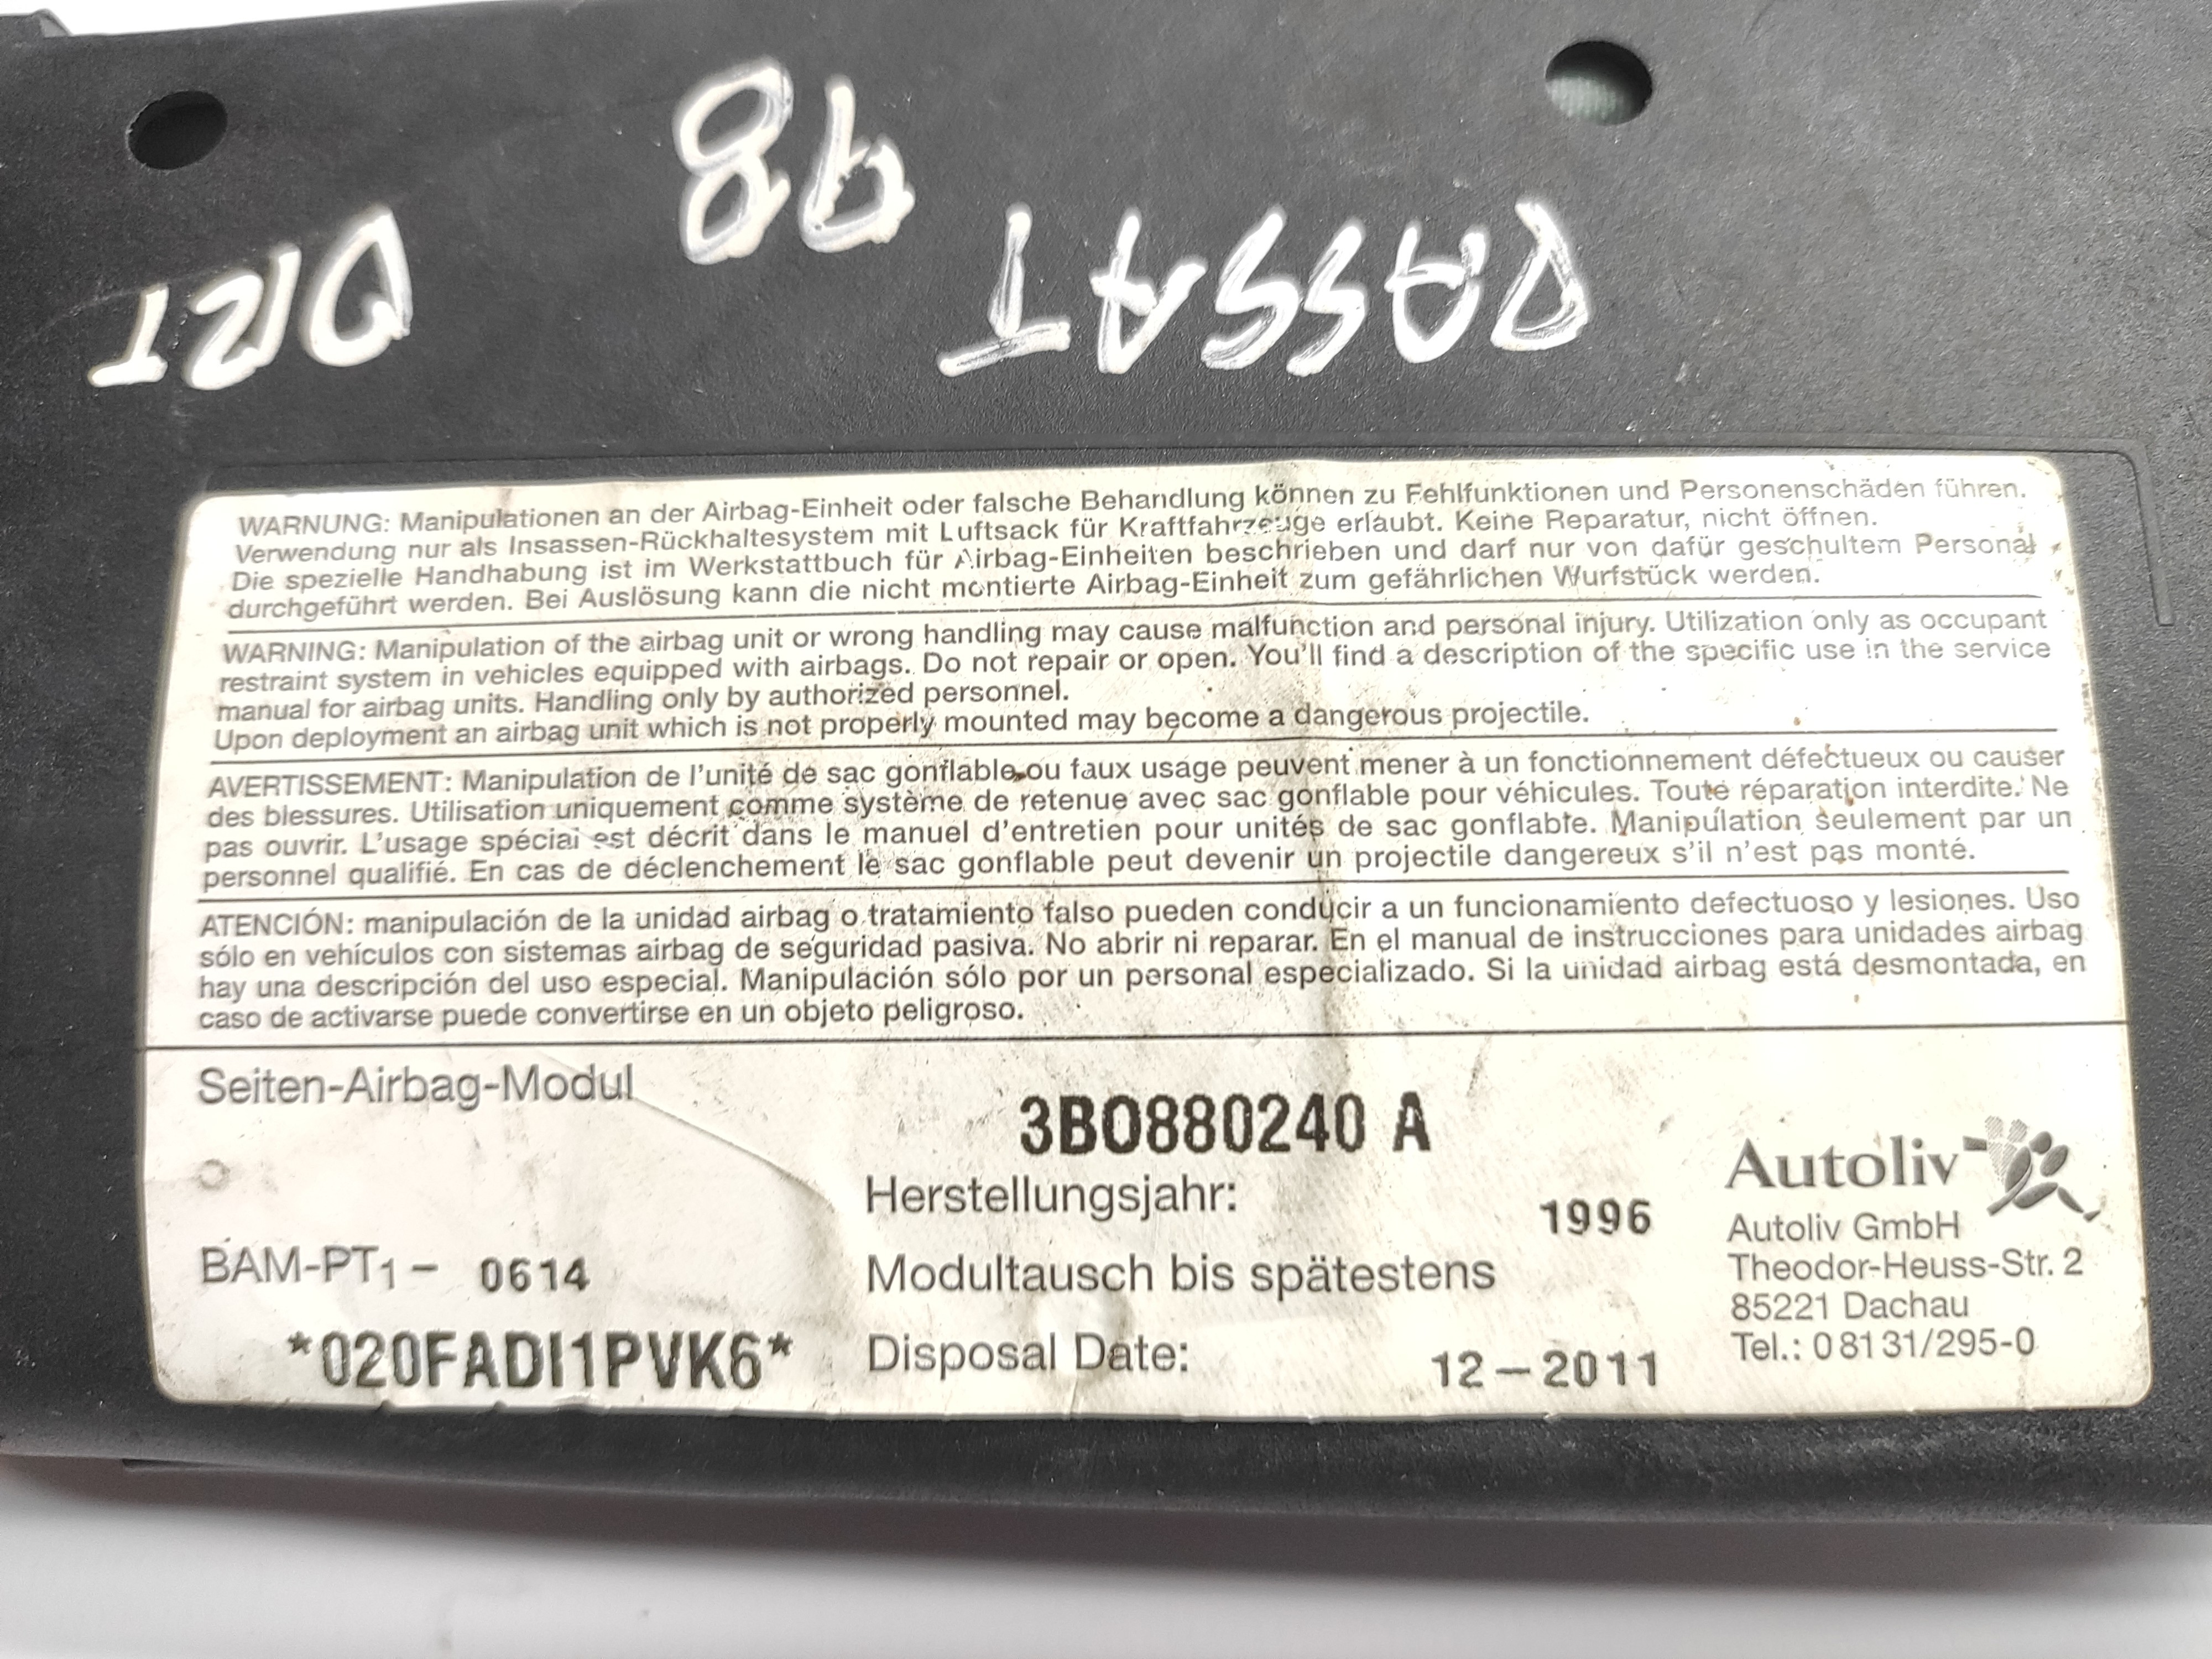 PASSAT 98 DRT
WARNUNG: Manipulationen an der Airbag-Einheit oder falsche Behandlung können zu Fehlfunktionen und Personenschäden führen.
Verwendung nur als Insassen-Rückhaltesystem mit Luftsack für Kraftfahrzeuge erlaubt. Keine Reparatur, nicht öffnen.
Die spezielle Handhabung ist im Werkstattbuch für Airbag-Einheiten beschrieben und darf nur von dafür geschultem Personal
durchgeführt werden. Bei Auslösung kann die nicht montierte Airbag-Einheit zum gefährlichen Wurfstück werden.
WARNING: Manipulation of the airbag unit or wrong handling may cause malfunction and personal injury. Utilization only as occupant
restraint system in vehicles equipped with airbags. Do not repair or open. You'll find a description of the specific use in the service
manual for airbag units. Handling only by authorized personnel.
Upon deployment an airbag unit which is not properly mounted may become a dangerous projectile.
AVERTISSEMENT: Manipulation de l'unité de sac gonflable ou faux usage peuvent mener à un fonctionnement défectueux ou causer
des blessures. Utilisation uniquement comme système de retenue avec sac gonflable pour véhicules. Toute réparation interdite. Ne
pas ouvrir. L'usage spécial est décrit dans le manuel d'entretien pour unités de sac gonflable. Manipulation seulement par un
personnel qualifié. En cas de déclenchement le sac gonflable peut devenir un projectile dangereux s'il n'est pas monté.
ATENCIÓN: manipulación de la unidad airbag o tratamiento falso pueden conducir a un funcionamiento defectuoso y lesiones. Uso
sólo en vehículos con sistemas airbag de seguridad pasiva. No abrir ni reparar. En el manual de instrucciones para unidades airbag
hay una descripción del uso especial. Manipulación sólo por un personal especializado. Si la unidad airbag está desmontada, en
caso de activarse puede convertirse en un objeto peligroso.
Seiten-Airbag-Modul
BAM-PT1 - 0614
*020FADI1PVK6*
3B0880240 A
Herstellungsjahr: 1996
Modultausch bis spätestens
Disposal Date: 12-2011
Autoliv
Autoliv GmbH
Theodor-Heuss-Str. 2
85221 Dachau
Tel.: 0 81 31/295-0